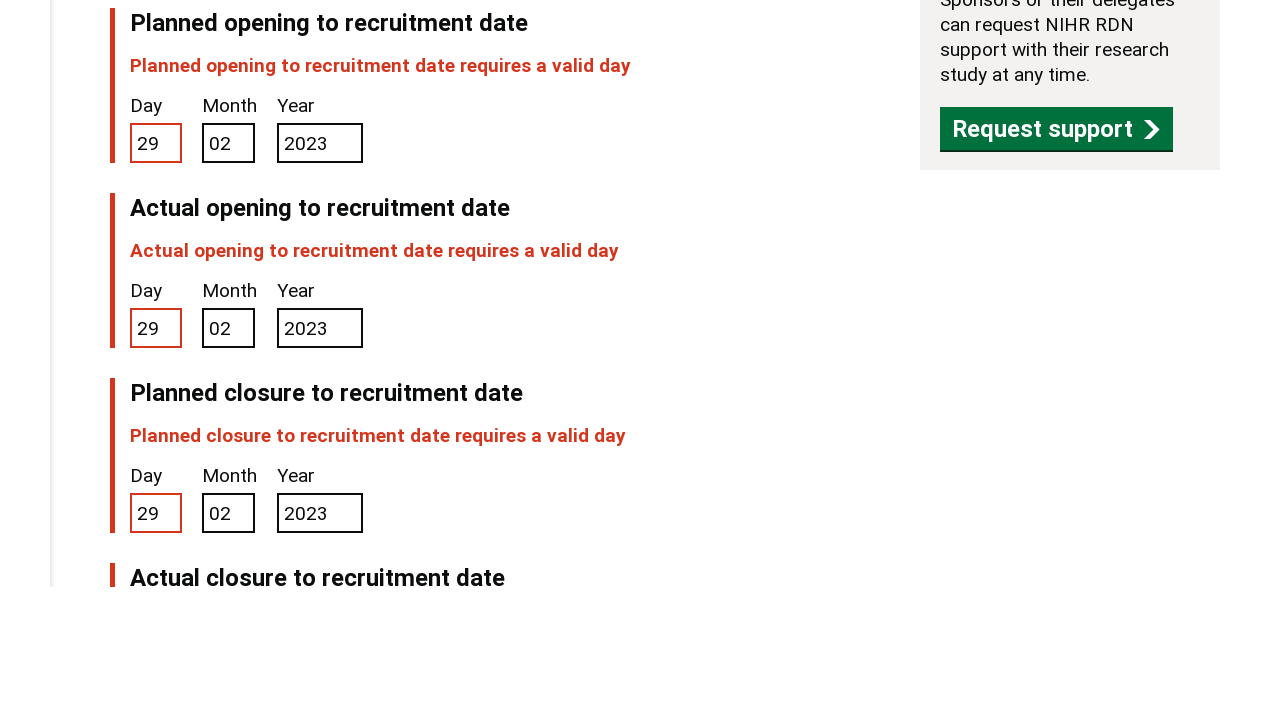 Planned opening to recruitment date
Planned opening to recruitment date requires a valid day
Day Month Year
29 02 2023
Actual opening to recruitment date
Actual opening to recruitment date requires a valid day
Day Month Year
29 02 2023
Planned closure to recruitment date
Planned closure to recruitment date requires a valid day
Day Month Year
29 02 2023
Actual closure to recruitment date
Sponsors or their delegates
can request NIHR RDN
support with their research
study at any time.
Request support